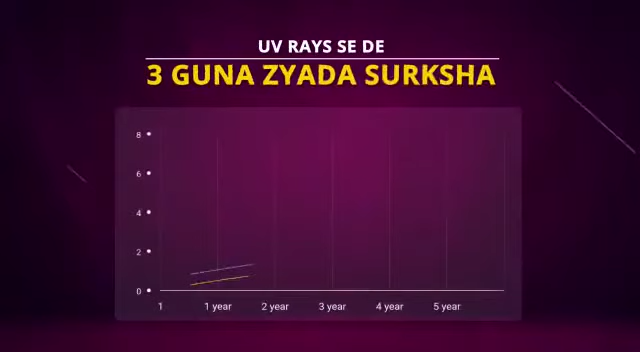 UV RAYS SE DE
3 GUNA ZYADA SURKSHA
8
6
4
2
0
1 1 year 2 year 3 year 4 year 5 year